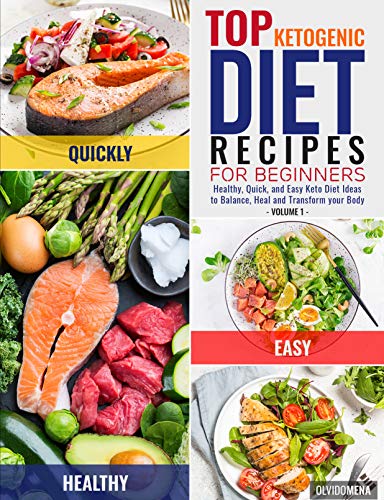 TOP KETOGENIC
DIET
RECIPES
FOR BEGINNERS
Healthy, Quick, and Easy Keto Diet Ideas
to Balance, Heal and Transform your Body
- VOLUME 1 -
QUICKLY
EASY
HEALTHY
OLVIDOMENA